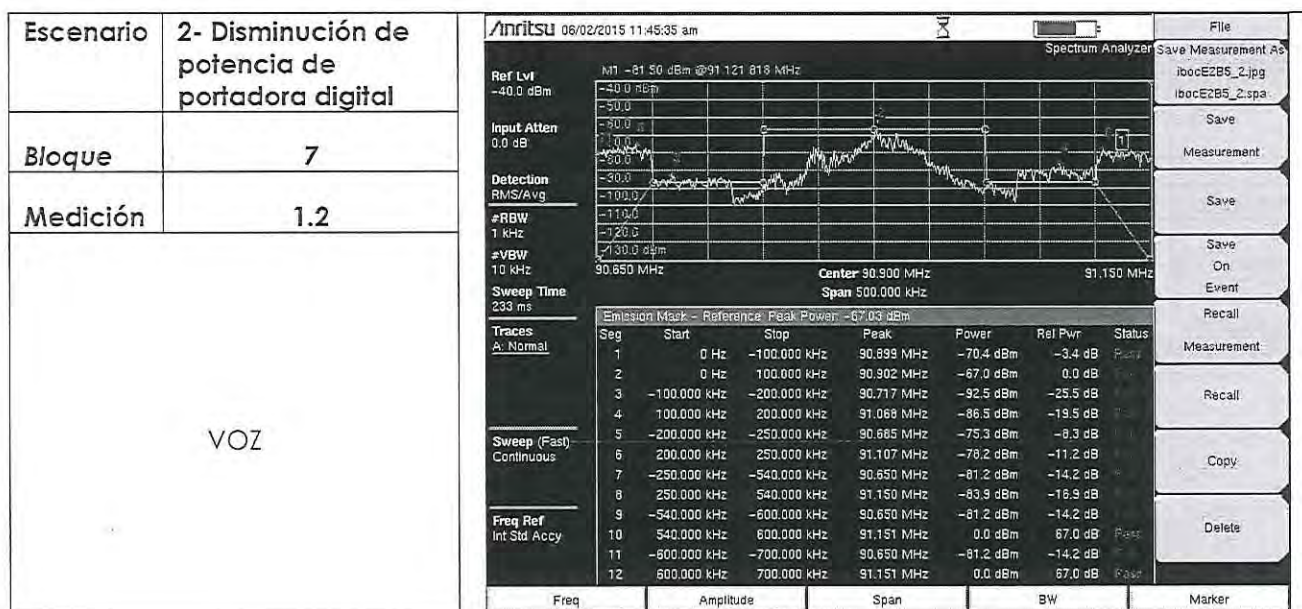 Escenario 2- Disminución de
potencia de
portadora digital
Bloque 7
Medición 1.2
VOZ
Anritsu 06/02/2015 11:45:35 am
Spectrum Analyzer
Ref Lvl
-40.0 dBm
Input Atten
0.0 dB
Detection
RMS/Avg
#RBW
1 kHz
#VBW
10 kHz
Sweep Time
233 ms
Traces
A: Normal
Sweep (Fast)
Continuous
Freq Ref
Int Std Accy
M1 -81.50 dBm @91.121 818 MHz
-40.0 dBm
-50.0
-60.0
-100.0
-110.0
-120.0
-130.0 dBm
1
90.650 MHz Center 90.900 MHz 91.150 MHz
Span 500.000 kHz
Emission Mask - Reference: Peak Power: -67.03 dBm
Seg Start Stop Peak Power Rel Pwr Status
1 0 Hz -100.000 kHz 90.899 MHz -70.4 dBm -3.4 dB Pass
2 0 Hz 100.000 kHz 90.902 MHz -67.0 dBm 0.0 dB
3 -100.000 kHz -200.000 kHz 90.717 MHz -92.5 dBm -25.5 dB
4 100.000 kHz 200.000 kHz 91.068 MHz -86.5 dBm -19.5 dB
5 -200.000 kHz -250.000 kHz 90.685 MHz -75.3 dBm -8.3 dB
6 200.000 kHz 250.000 kHz 91.107 MHz -78.2 dBm -11.2 dB
7 -250.000 kHz -540.000 kHz 90.650 MHz -81.2 dBm -14.2 dB
8 250.000 kHz 540.000 kHz 91.150 MHz -83.9 dBm -16.9 dB
9 -540.000 kHz -600.000 kHz 90.650 MHz -81.2 dBm -14.2 dB
10 540.000 kHz 600.000 kHz 91.151 MHz 0.0 dBm 67.0 dB Pass
11 -600.000 kHz -700.000 kHz 90.650 MHz -81.2 dBm -14.2 dB
12 600.000 kHz 700.000 kHz 91.151 MHz 0.0 dBm 67.0 dB Pass
File
Save Measurement As
ibocE2B5_2.jpg
ibocE2B5_2.spa
Save
Measurement
Save
Save
On
Event
Recall
Measurement
Recall
Copy
Delete
Freq Amplitude Span BW Marker